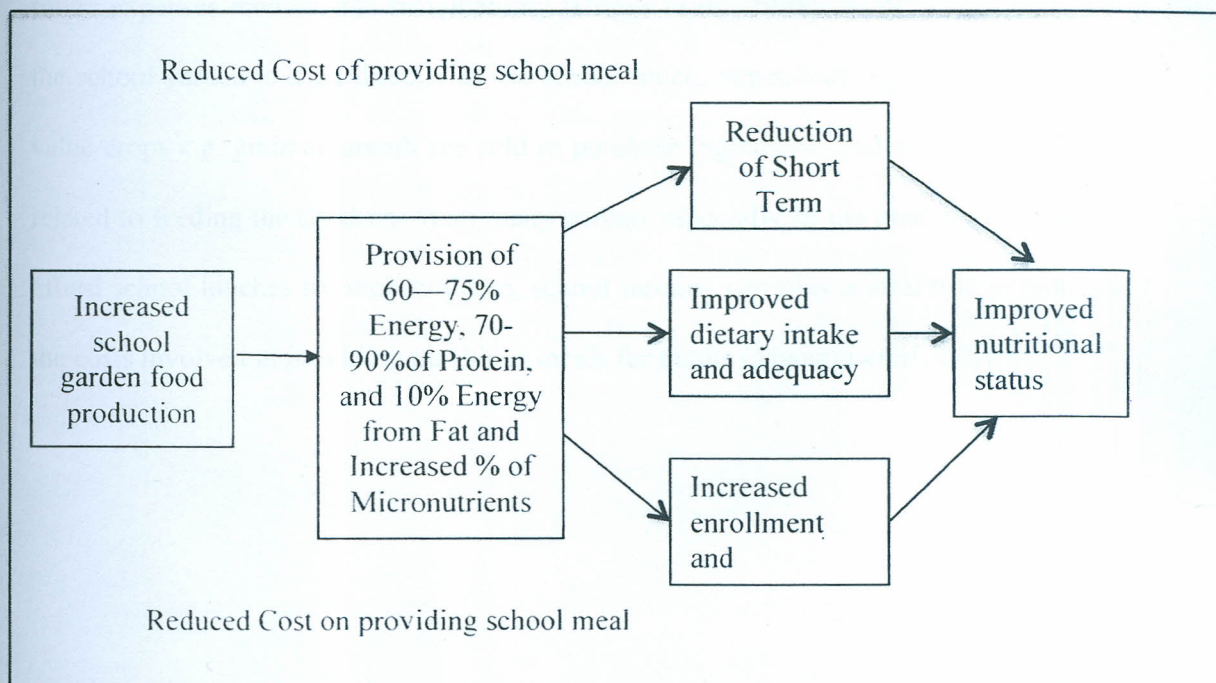 Reduced Cost of providing school meal
Increased
school
garden food
production
Provision of
60– 75%
Energy, 70-
90%of Protein,
and 10% Energy
from Fat and
Increased % of
Micronutrients
Reduction
of Short
Term
Improved
dietary intake
and adequacy
Increased
enrollment
and
Improved
nutritional
status
Reduced Cost on providing school meal